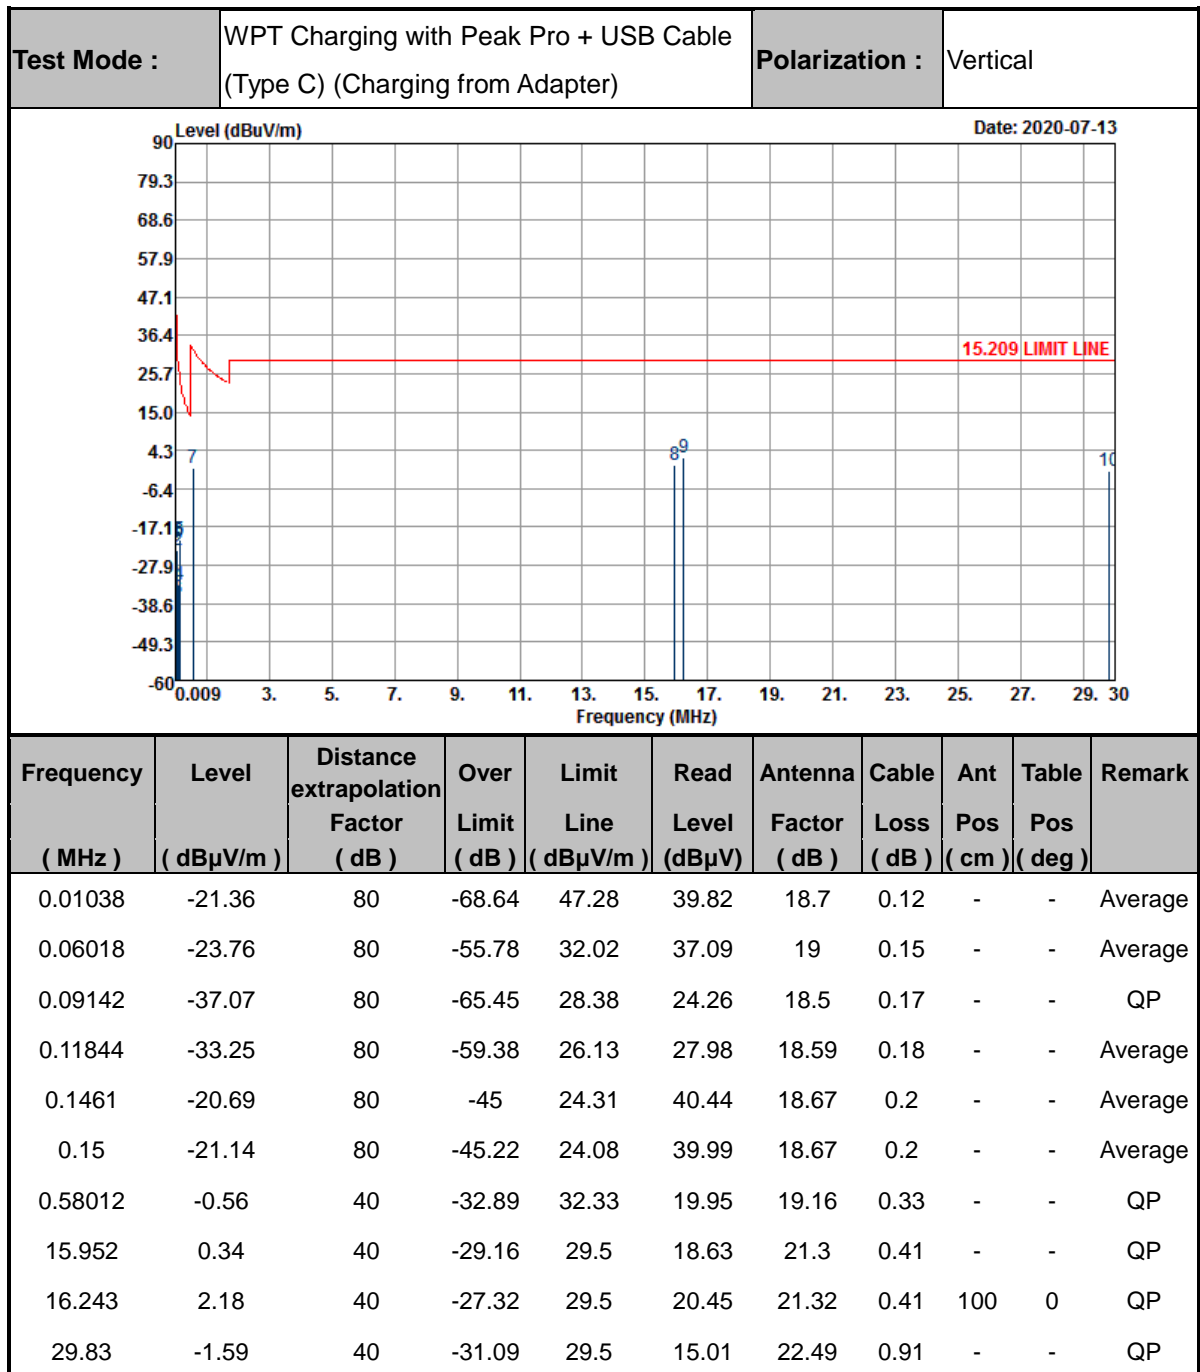 Test Mode : WPT Charging with Peak Pro + USB Cable (Type C) (Charging from Adapter) Polarization : Vertical
Level (dBuV/m) Date: 2020-07-13
90
79.3
68.6
57.9
47.1
36.4
15.209 LIMIT LINE
25.7
15.0
4.3
7 8 9 10
-6.4
-17.1
-27.9
-38.6
-49.3
-60
0.009 3. 5. 7. 9. 11. 13. 15. 17. 19. 21. 23. 25. 27. 29. 30
Frequency (MHz)
Frequency Level Distance extrapolation Factor Over Limit Limit Line Read Level Antenna Factor Cable Loss Ant Pos Table Pos Remark
( MHz ) ( dBµV/m ) ( dB ) ( dB ) ( dBµV/m ) (dBµV) ( dB ) ( dB ) ( cm ) ( deg )
0.01038 -21.36 80 -68.64 47.28 39.82 18.7 0.12 - - Average
0.06018 -23.76 80 -55.78 32.02 37.09 19 0.15 - - Average
0.09142 -37.07 80 -65.45 28.38 24.26 18.5 0.17 - - QP
0.11844 -33.25 80 -59.38 26.13 27.98 18.59 0.18 - - Average
0.1461 -20.69 80 -45 24.31 40.44 18.67 0.2 - - Average
0.15 -21.14 80 -45.22 24.08 39.99 18.67 0.2 - - Average
0.58012 -0.56 40 -32.89 32.33 19.95 19.16 0.33 - - QP
15.952 0.34 40 -29.16 29.5 18.63 21.3 0.41 - - QP
16.243 2.18 40 -27.32 29.5 20.45 21.32 0.41 100 0 QP
29.83 -1.59 40 -31.09 29.5 15.01 22.49 0.91 - - QP